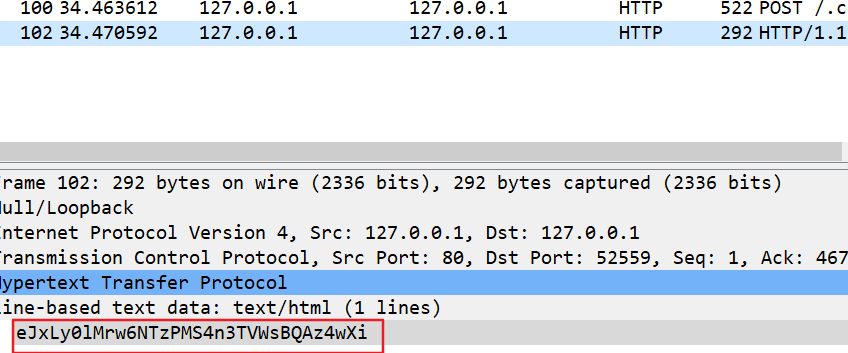 100 34.463612 127.0.0.1 127.0.0.1 HTTP 522 POST /.c
102 34.470592 127.0.0.1 127.0.0.1 HTTP 292 HTTP/1.1
rame 102: 292 bytes on wire (2336 bits), 292 bytes captured (2336 bits)
ull/Loopback
nternet Protocol Version 4, Src: 127.0.0.1, Dst: 127.0.0.1
ransmission Control Protocol, Src Port: 80, Dst Port: 52559, Seq: 1, Ack: 467
ypertext Transfer Protocol
ine-based text data: text/html (1 lines)
eJxLy0lMrw6NTzPMS4n3TVWsBQAz4wXi